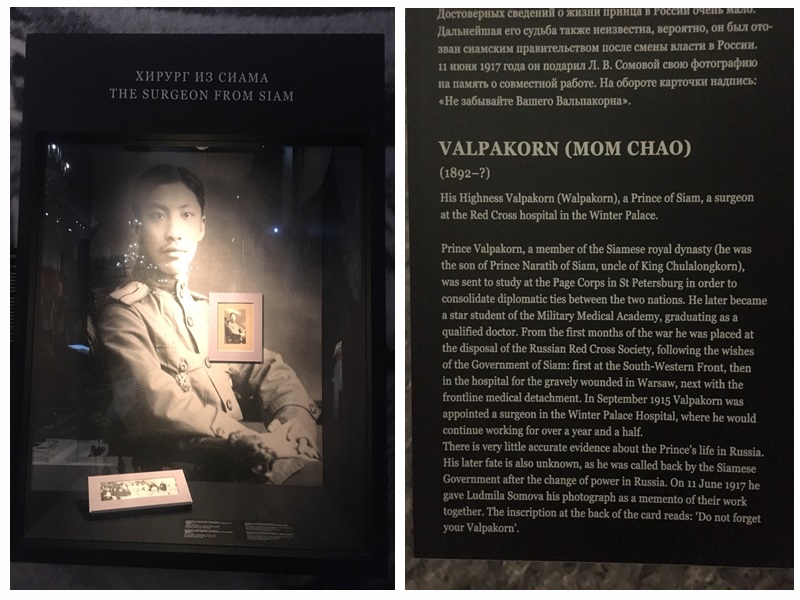 ХИРУРГ ИЗ СИАМА
THE SURGEON FROM SIAM
Достоверных сведений о жизни принца в России очень мало.
Дальнейшая его судьба также неизвестна, вероятно, он был ото-
зван сиамским правительством после смены власти в России.
11 июня 1917 года он подарил Л. В. Сомовой свою фотографию
на память о совместной работе. На обороте карточки надпись:
«Не забывайте Вашего Вальпакорна».
VALPAKORN (MOM CHAO)
(1892–?)
His Highness Valpakorn (Walpakorn), a Prince of Siam, a surgeon
at the Red Cross hospital in the Winter Palace.
Prince Valpakorn, a member of the Siamese royal dynasty (he was
the son of Prince Naratib of Siam, uncle of King Chulalongkorn),
was sent to study at the Page Corps in St Petersburg in order to
consolidate diplomatic ties between the two nations. He later became
a star student of the Military Medical Academy, graduating as a
qualified doctor. From the first months of the war he was placed at
the disposal of the Russian Red Cross Society, following the wishes
of the Government of Siam: first at the South-Western Front, then
in the hospital for the gravely wounded in Warsaw, next with the
frontline medical detachment. In September 1915 Valpakorn was
appointed a surgeon in the Winter Palace Hospital, where he would
continue working for over a year and a half.
There is very little accurate evidence about the Prince's life in Russia.
His later fate is also unknown, as he was called back by the Siamese
Government after the change of power in Russia. On 11 June 1917 he
gave Ludmila Somova his photograph as a memento of their work
together. The inscription at the back of the card reads: 'Do not forget
your Valpakorn'.